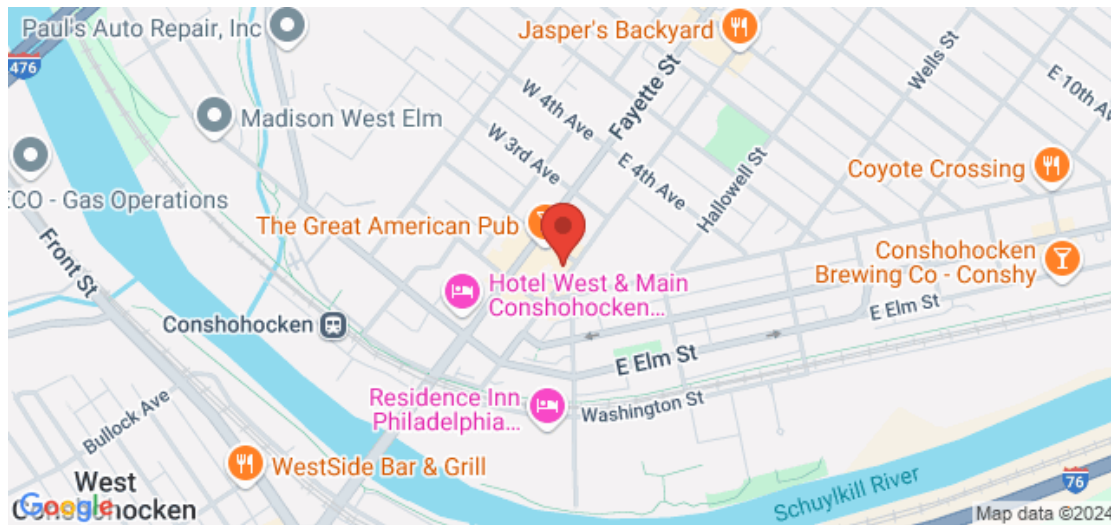 Paul's Auto Repair, Inc
Jasper's Backyard
476
Fayette St
Wells St
E 10th Av
Madison West Elm
W 4th Ave
W 3rd Ave
E 4th Ave
Hallowell St
Coyote Crossing
ECO - Gas Operations
The Great American Pub
Front St
Conshohocken
Brewing Co - Conshy
Hotel West & Main
Conshohocken...
E Elm St
Conshohocken
E Elm St
Residence Inn
Philadelphia...
Washington St
Bullock Ave
WestSide Bar & Grill
West
Conshohocken
Google
Schuylkill River
76
Map data ©2024